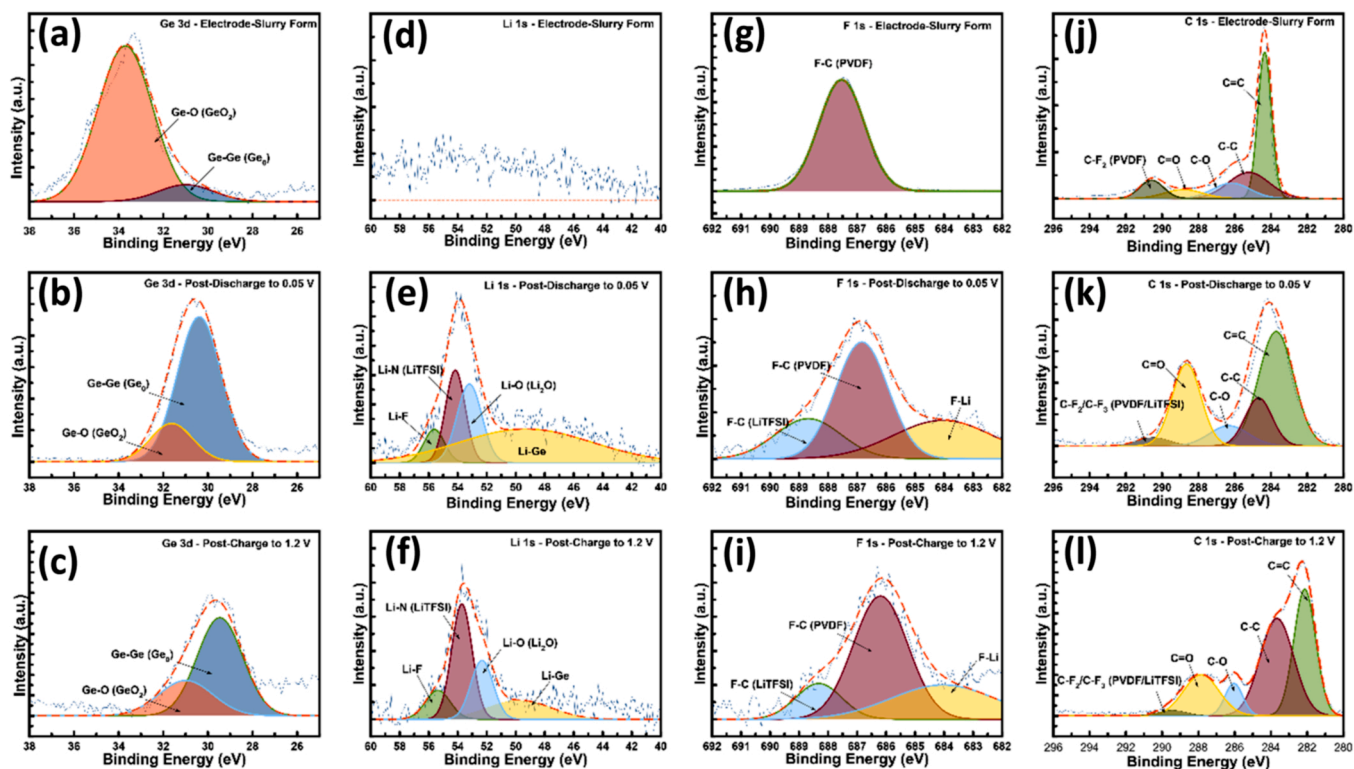 (a)
Ge 3d - Electrode-Slurry Form
Ge-O (GeO₂)
Ge-Ge (Ge₀)
Intensity (a.u.)
38 36 34 32 30 28 26
Binding Energy (eV)
(d)
Li 1s - Electrode-Slurry Form
Intensity (a.u.)
60 58 56 54 52 50 48 46 44 42 40
Binding Energy (eV)
(g)
F 1s - Electrode-Slurry Form
F-C (PVDF)
Intensity (a.u.)
692 691 690 689 688 687 686 685 684 683 682
Binding Energy (eV)
(j)
C 1s - Electrode-Slurry Form
C=C
C-C
C-F₂ (PVDF)
C=O
C-O
Intensity (a.u.)
296 294 292 290 288 286 284 282 280
Binding Energy (eV)
(b)
Ge 3d - Post-Discharge to 0.05 V
Ge-Ge (Ge₀)
Ge-O (GeO₂)
Intensity (a.u.)
38 36 34 32 30 28 26
Binding Energy (eV)
(e)
Li 1s - Post-Discharge to 0.05 V
Li-N (LiTFSI)
Li-O (Li₂O)
Li-F
Li-Ge
Intensity (a.u.)
60 58 56 54 52 50 48 46 44 42 40
Binding Energy (eV)
(h)
F 1s - Post-Discharge to 0.05 V
F-C (PVDF)
F-Li
F-C (LiTFSI)
Intensity (a.u.)
692 691 690 689 688 687 686 685 684 683 682
Binding Energy (eV)
(k)
C 1s - Post-Discharge to 0.05 V
C=C
C=O
C-C
C-F₂/C-F₃ (PVDF/LiTFSI)
C-O
Intensity (a.u.)
296 294 292 290 288 286 284 282 280
Binding Energy (eV)
(c)
Ge 3d - Post-Charge to 1.2 V
Ge-Ge (Ge₀)
Ge-O (GeO₂)
Intensity (a.u.)
38 36 34 32 30 28 26
Binding Energy (eV)
(f)
Li 1s - Post-Charge to 1.2 V
Li-N (LiTFSI)
Li-O (Li₂O)
Li-F
Li-Ge
Intensity (a.u.)
60 58 56 54 52 50 48 46 44 42 40
Binding Energy (eV)
(i)
F 1s - Post-Charge to 1.2 V
F-C (PVDF)
F-Li
F-C (LiTFSI)
Intensity (a.u.)
692 691 690 689 688 687 686 685 684 683 682
Binding Energy (eV)
(l)
C 1s - Post-Charge to 1.2 V
C=C
C-C
C=O
C-O
C-F₂/C-F₃ (PVDF/LiTFSI)
Intensity (a.u.)
296 294 292 290 288 286 284 282 280
Binding Energy (eV)